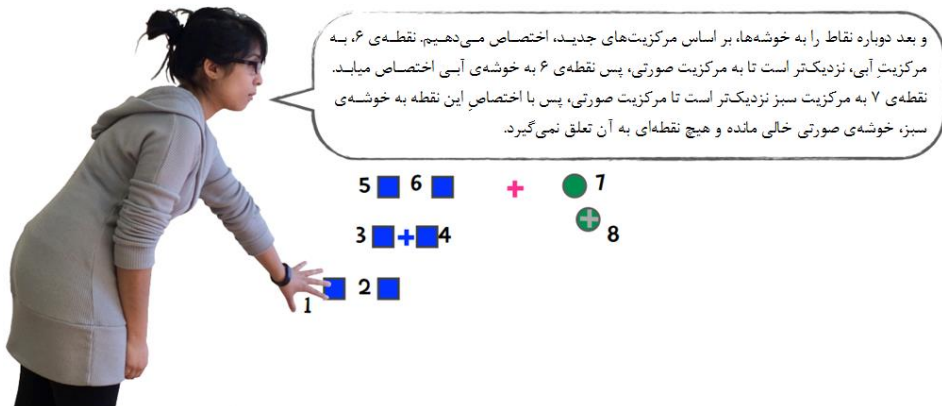 و بعد دوباره نقاط را به خوشه‌ها، بر اساس مرکزیت‌های جدید، اختصاص می‌دهیم. نقطه‌ی ۶، به
مرکزیتِ آبی، نزدیک‌تر است تا به مرکزیت صورتی، پس نقطه‌ی ۶ به خوشه‌ی آبی اختصاص میابد.
نقطه‌ی ۷ به مرکزیت سبز نزدیک‌تر است تا مرکزیت صورتی، پس با اختصاصِ این نقطه به خوشه‌ی
سبز، خوشه‌ی صورتی خالی مانده و هیچ نقطه‌ای به آن تعلق نمی‌گیرد.
5 6 + 7
+ 8
3 + 4
1 2